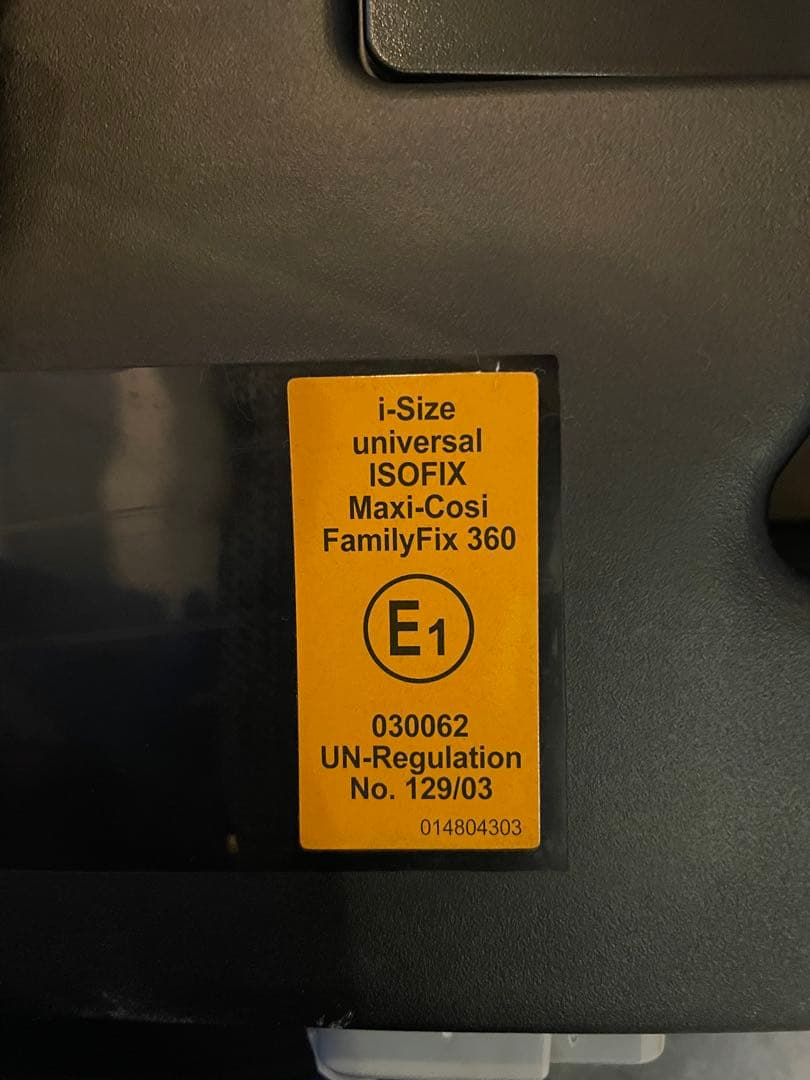 i-Size
universal
ISOFIX
Maxi-Cosi
FamilyFix 360
E1
030062
UN-Regulation
No. 129/03
014804303